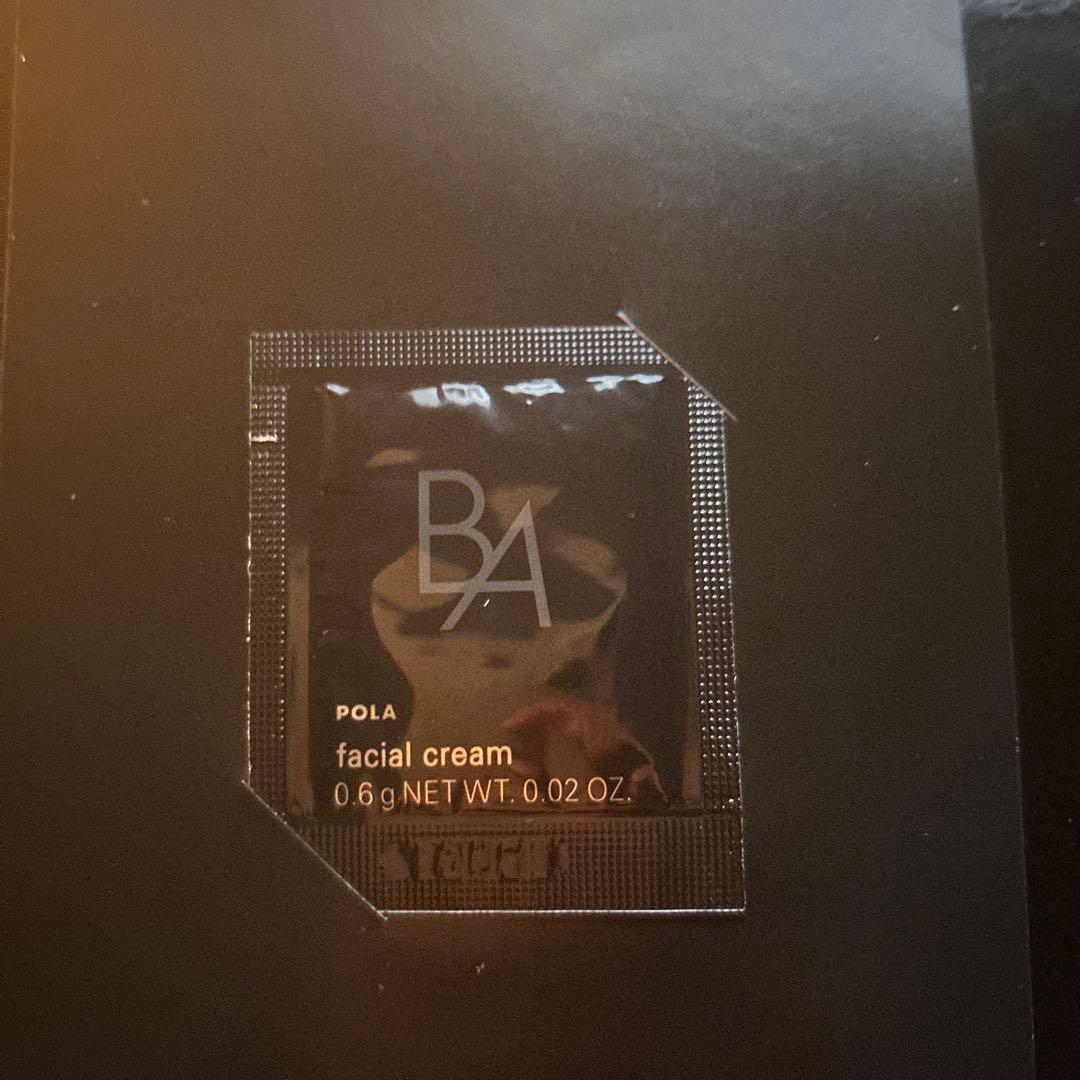 BA
POLA
facial cream
0.6 g NET WT. 0.02 OZ.